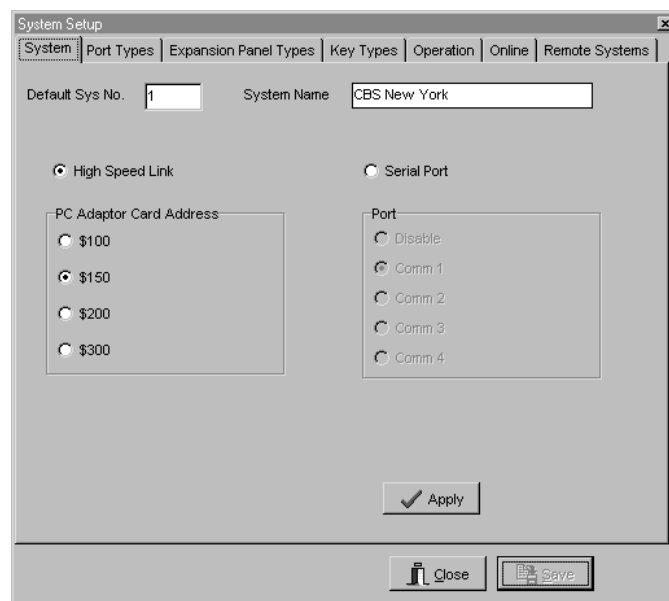 System Setup
System Port Types Expansion Panel Types Key Types Operation Online Remote Systems
Default Sys No. 1 System Name CBS New York
High Speed Link Serial Port
PC Adaptor Card Address
$100
$150
$200
$300
Port
Disable
Comm 1
Comm 2
Comm 3
Comm 4
Apply
Close Save